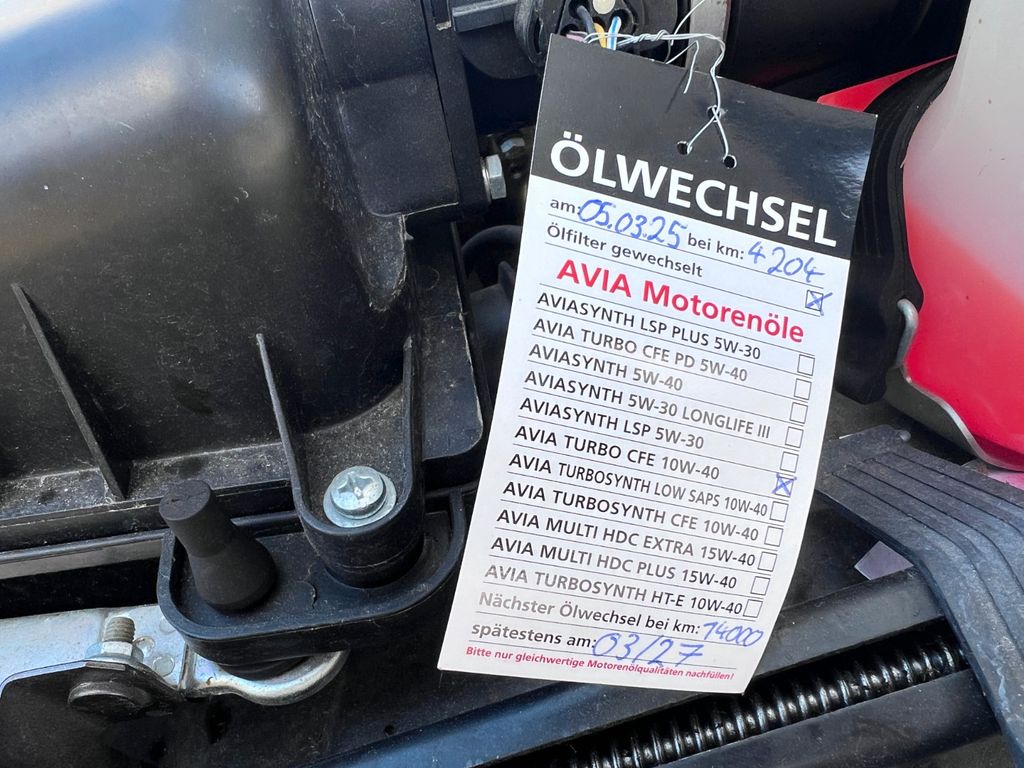 ÖLWECHSEL
am: 05.03.25 bei km: 4204
Ölfilter gewechselt
AVIA Motorenöle
AVIASYNTH LSP PLUS 5W-30
AVIA TURBO CFE PD 5W-40
AVIASYNTH 5W-40
AVIASYNTH 5W-30 LONGLIFE III
AVIASYNTH LSP 5W-30
AVIA TURBO CFE 10W-40
AVIA TURBOSYNTH LOW SAPS 10W-40
AVIA TURBOSYNTH CFE 10W-40
AVIA MULTI HDC EXTRA 15W-40
AVIA MULTI HDC PLUS 15W-40
AVIA TURBOSYNTH HT-E 10W-40
Nächster Ölwechsel bei km: 14000
spätestens am: 03/27
Bitte nur gleichwertige Motorenölqualitäten nachfüllen!